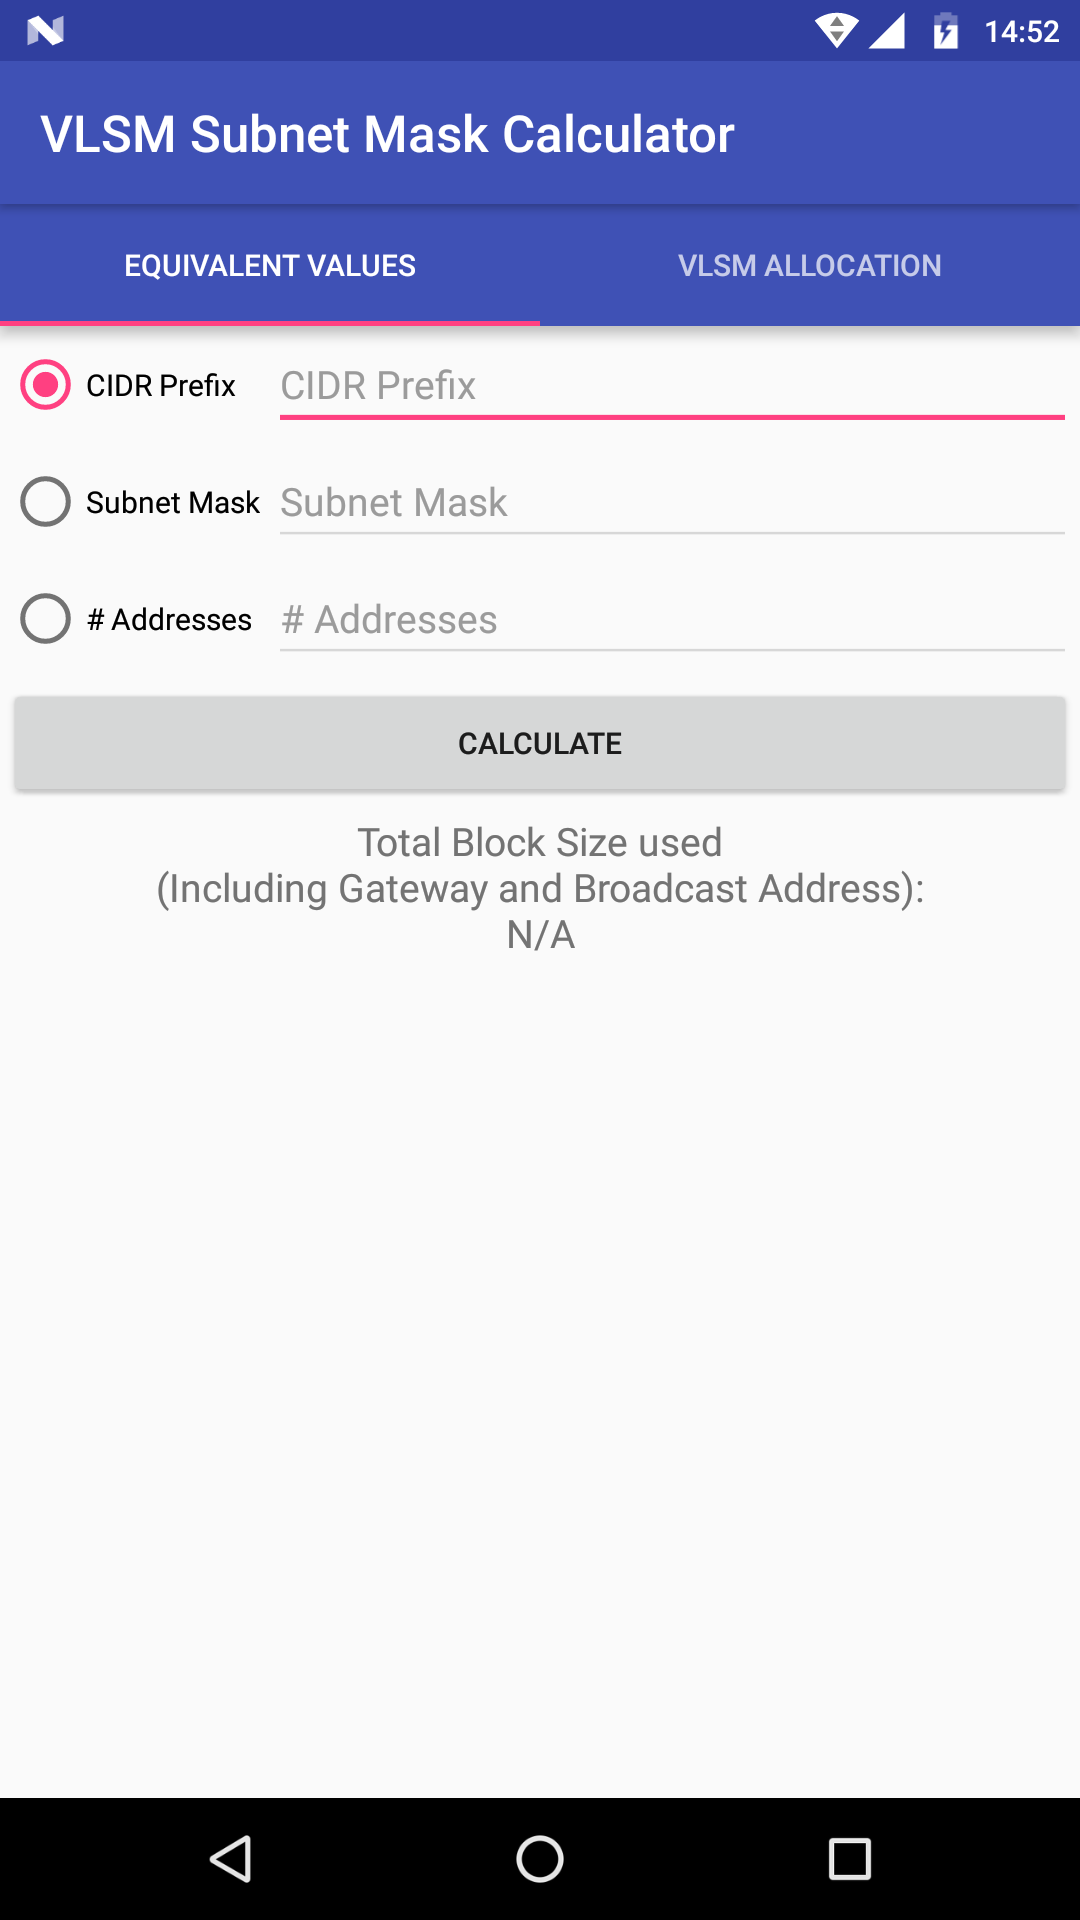 14:52
VLSM Subnet Mask Calculator
EQUIVALENT VALUES VLSM ALLOCATION
CIDR Prefix CIDR Prefix
Subnet Mask Subnet Mask
# Addresses # Addresses
CALCULATE
Total Block Size used
(Including Gateway and Broadcast Address):
N/A